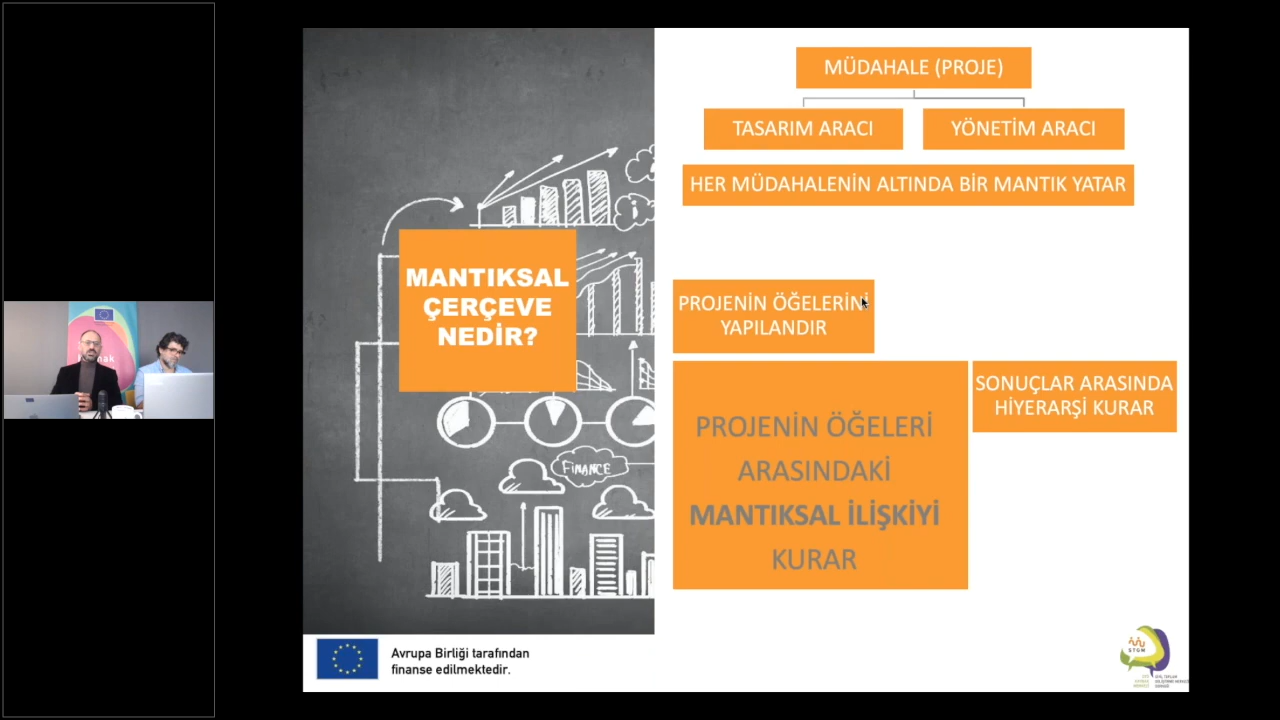 MÜDAHALE (PROJE)
TASARIM ARACI
YÖNETİM ARACI
HER MÜDAHALENİN ALTINDA BİR MANTIK YATAR
MANTIKSAL
ÇERÇEVE
NEDİR?
PROJENİN ÖĞELERİNİ
YAPILANDIR
PROJENİN ÖĞELERİ
ARASINDAKİ
MANTIKSAL İLİŞKİYİ
KURAR
SONUÇLAR ARASINDA
HİYERARŞİ KURAR
FINANCE
Avrupa Birliği tarafından
finanse edilmektedir.
STGM